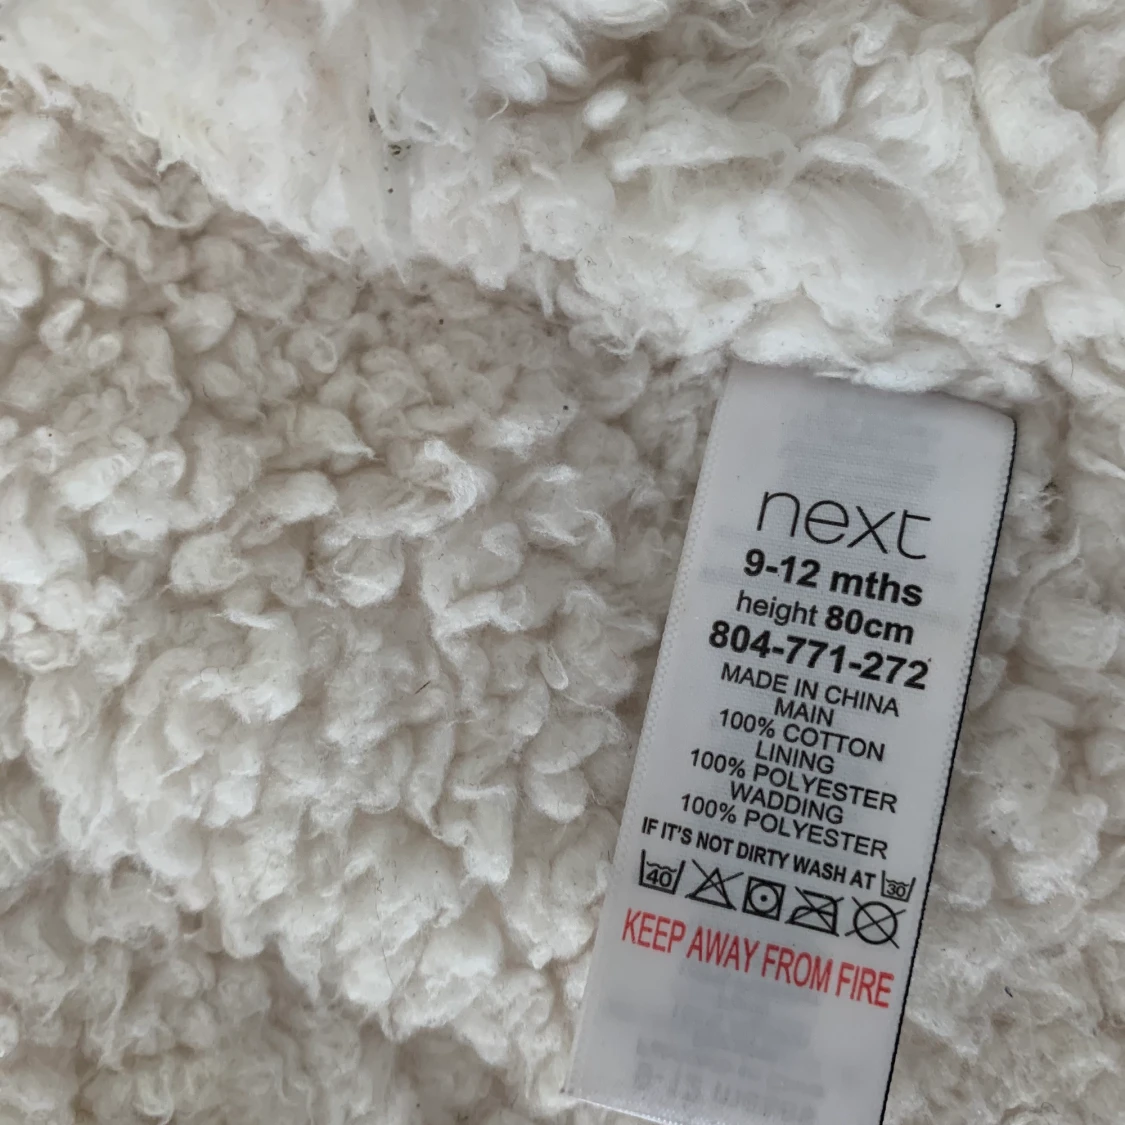 next
9-12 mths
height 80cm
804-771-272
MADE IN CHINA
MAIN
100% COTTON
LINING
100% POLYESTER
WADDING
100% POLYESTER
IF IT'S NOT DIRTY WASH AT 30
40
KEEP AWAY FROM FIRE